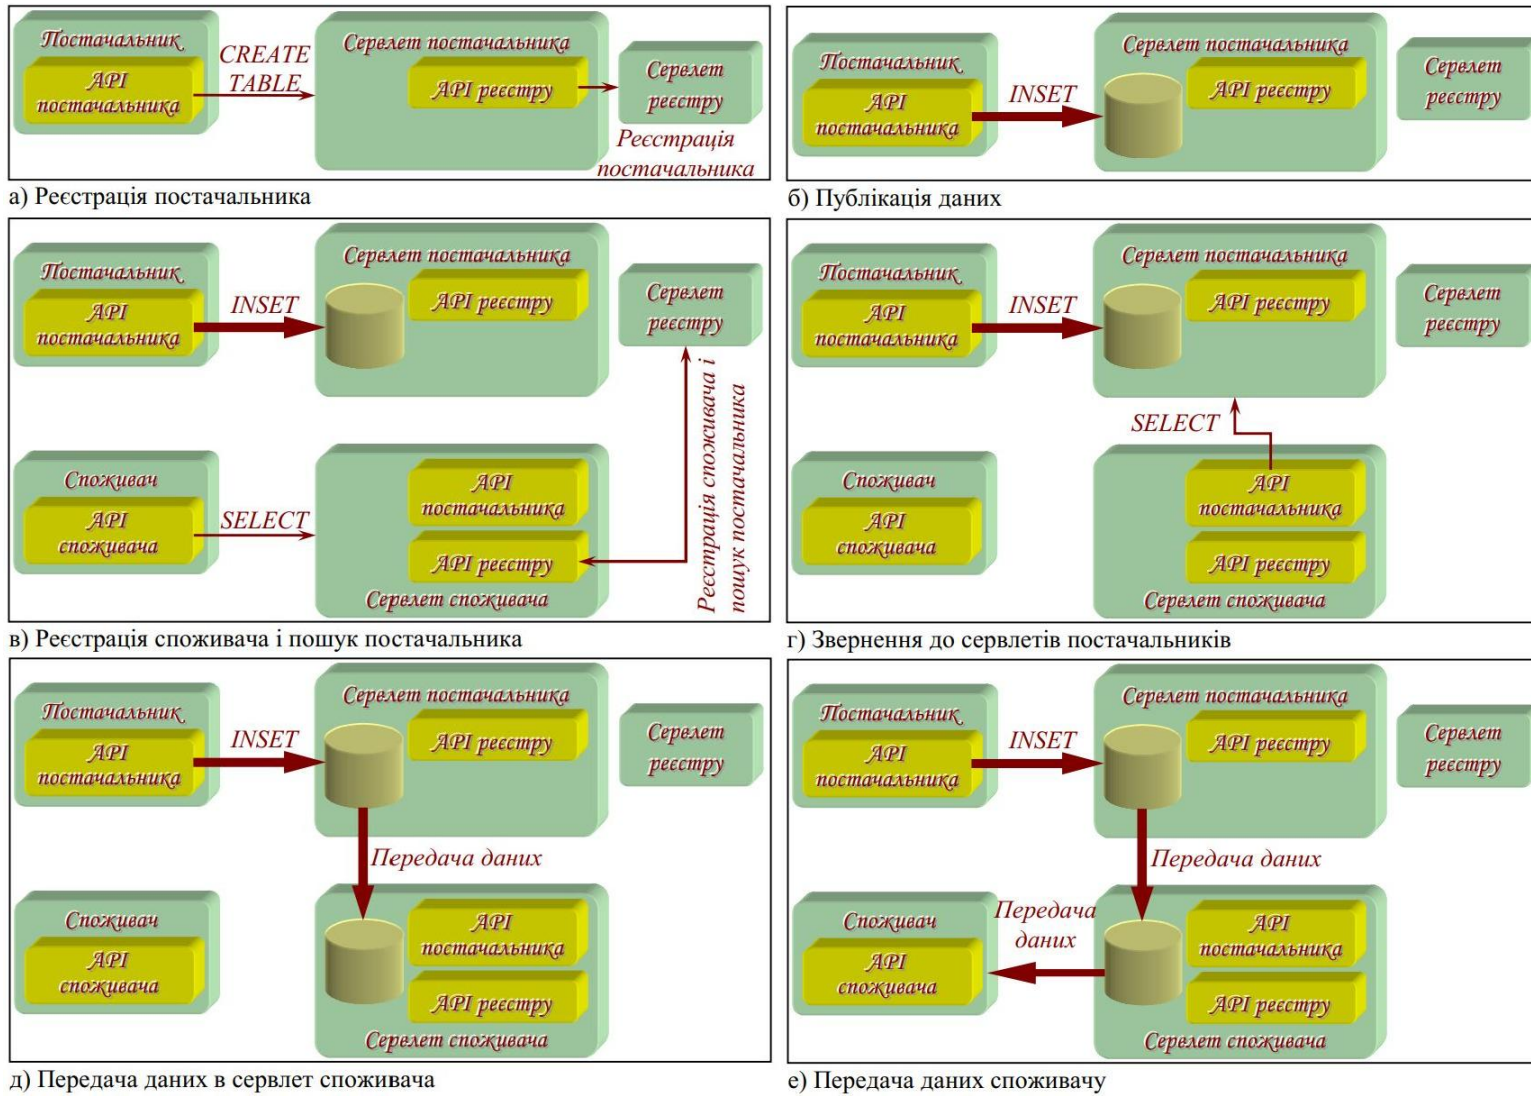 Постачальник
API
постачальника
CREATE
TABLE
Сервлет постачальника
API реєстру
Сервлет
реєстру
Реєстрація
постачальника
а) Реєстрація постачальника
Постачальник
API
постачальника
INSET
Сервлет постачальника
API реєстру
Сервлет
реєстру
б) Публікація даних
Постачальник
API
постачальника
INSET
Сервлет постачальника
API реєстру
Сервлет
реєстру
Реєстрація споживача і
пошук постачальника
Споживач
API
споживача
SELECT
API
постачальника
API реєстру
Сервлет споживача
в) Реєстрація споживача і пошук постачальника
Постачальник
API
постачальника
INSET
Сервлет постачальника
API реєстру
Сервлет
реєстру
SELECT
Споживач
API
споживача
API
постачальника
API реєстру
Сервлет споживача
г) Звернення до сервлетів постачальників
Постачальник
API
постачальника
INSET
Сервлет постачальника
API реєстру
Сервлет
реєстру
Передача даних
Споживач
API
споживача
API
постачальника
API реєстру
Сервлет споживача
д) Передача даних в сервлет споживача
Постачальник
API
постачальника
INSET
Сервлет постачальника
API реєстру
Сервлет
реєстру
Передача даних
Споживач
API
споживача
Передача
даних
API
постачальника
API реєстру
Сервлет споживача
е) Передача даних споживачу